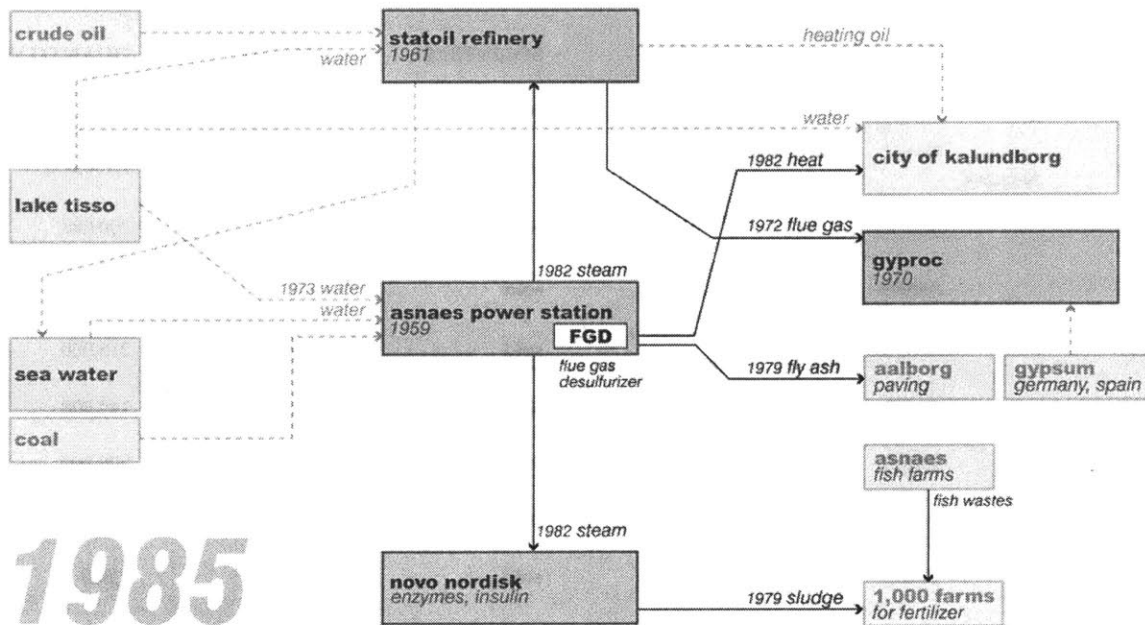 crude oil
statoil refinery
1961
heating oil
water
water
city of kalundborg
1982 heat
lake tisso
1972 flue gas
gyproc
1970
1982 steam
1973 water
asnaes power station
water
1959
FGD
flue gas
desulfurizer
sea water
1979 fly ash
aalborg
paving
gypsum
germany, spain
coal
asnaes
fish farms
fish wastes
1982 steam
1985
novo nordisk
enzymes, insulin
1979 sludge
1,000 farms
for fertilizer